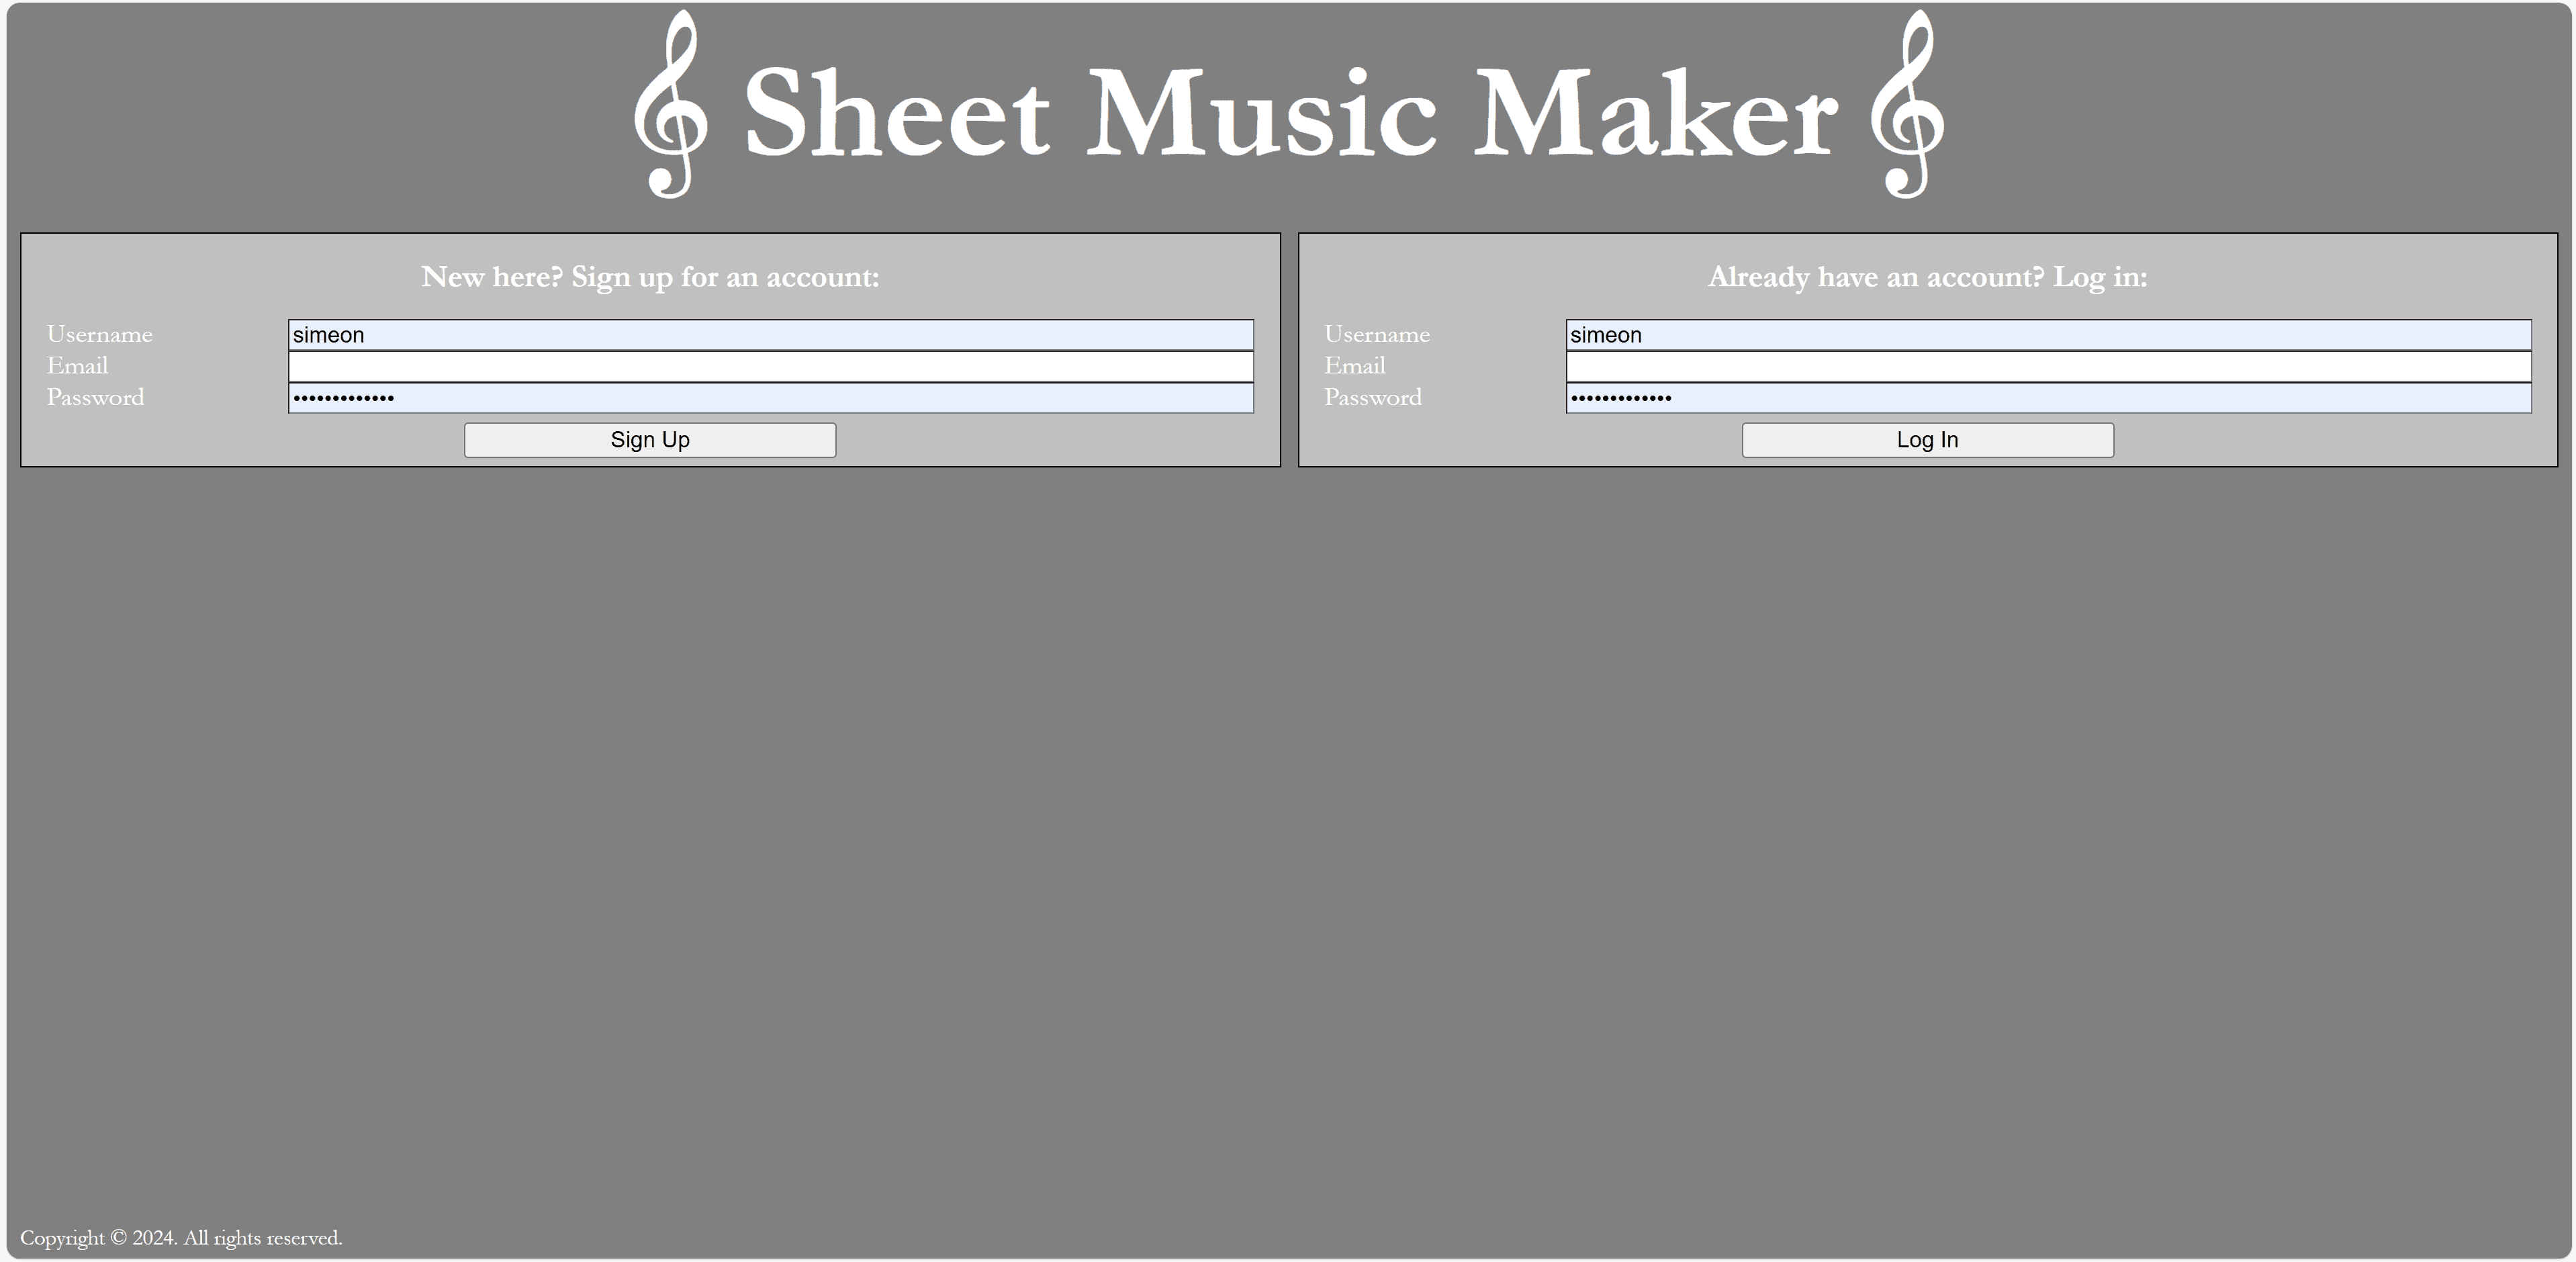 Sheet Music Maker
New here? Sign up for an account:
Username simeon
Email
Password •••••••••••••
Sign Up
Already have an account? Log in:
Username simeon
Email
Password •••••••••••••
Log In
Copyright © 2024. All rights reserved.